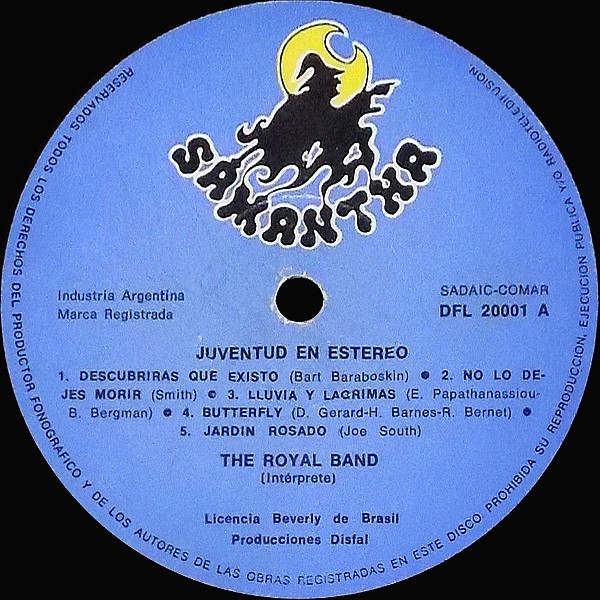 SAMANTHA
Industria Argentina
Marca Registrada
SADAIC-COMAR
DFL 20001 A
JUVENTUD EN ESTEREO
1. DESCUBRIRAS QUE EXISTO (Bart Baraboskin) ● 2. NO LO DE-
JES MORIR (Smith) ● 3. LLUVIA Y LAGRIMAS (E. Papathanassiou-
B. Bergman) ● 4. BUTTERFLY (D. Gerard-H. Barnes-R. Bernet) ●
5. JARDIN ROSADO (Joe South)
THE ROYAL BAND
(Intérprete)
Licencia Beverly de Brasil
Producciones Disfal
RESERVADOS TODOS LOS DERECHOS DEL PRODUCTOR FONOGRAFICO Y DE LOS AUTORES DE LAS OBRAS REGISTRADAS EN ESTE DISCO. PROHIBIDA SU REPRODUCCION, EJECUCION PUBLICA Y/O RADIOTELEDIFUSION.